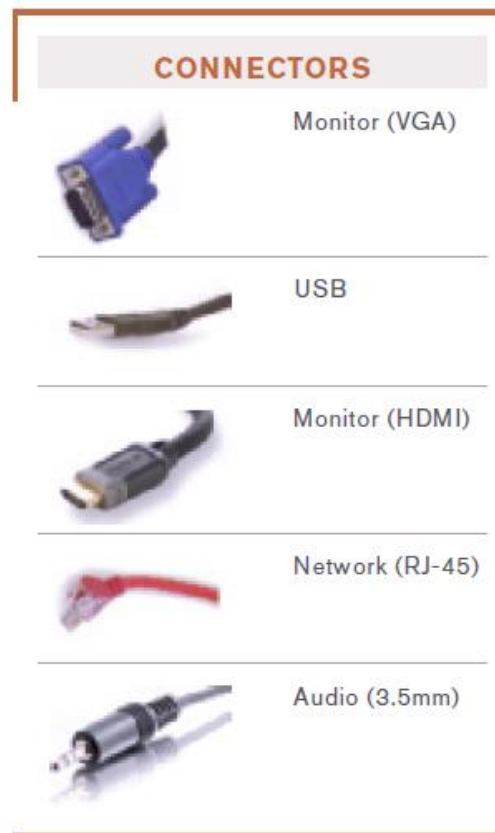 CONNECTORS
Monitor (VGA)
USB
Monitor (HDMI)
Network (RJ-45)
Audio (3.5mm)